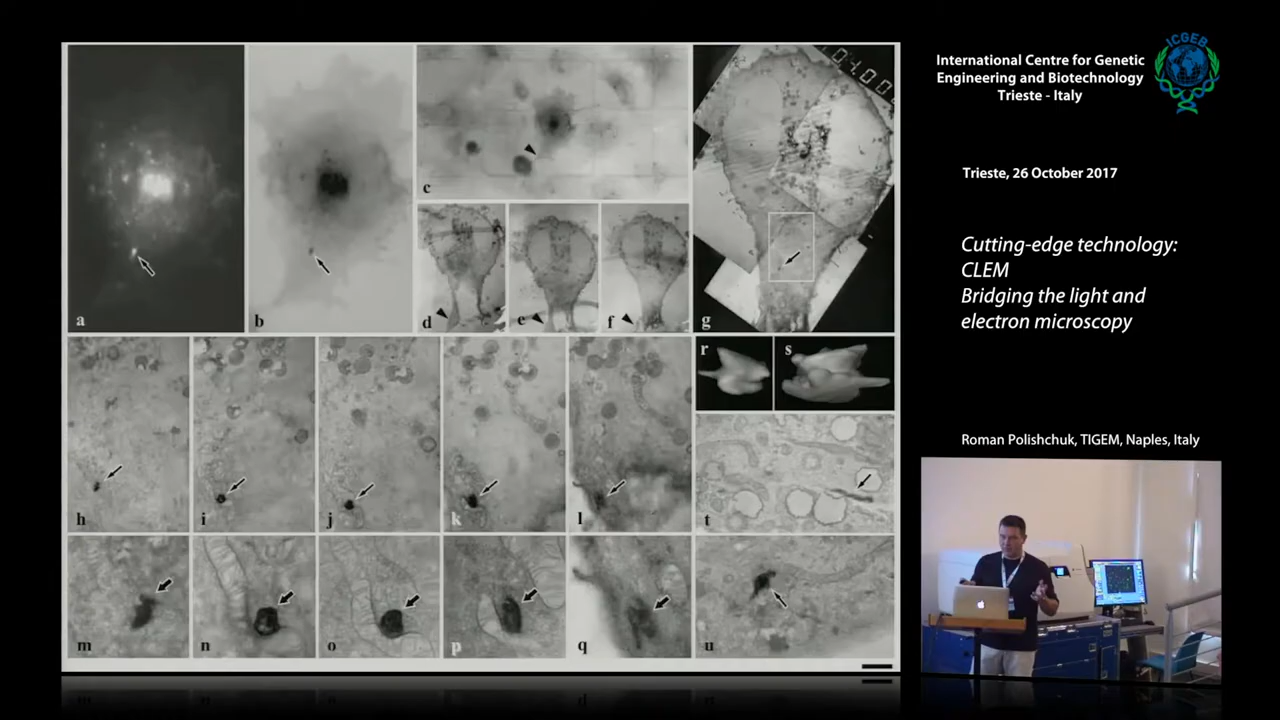 ICGEB
International Centre for Genetic
Engineering and Biotechnology
Trieste - Italy
Trieste, 26 October 2017
Cutting-edge technology:
CLEM
Bridging the light and
electron microscopy
Roman Polishchuk, TIGEM, Naples, Italy
a
b
c
d
e
f
g
h
i
j
k
l
r
s
t
m
n
o
p
q
u